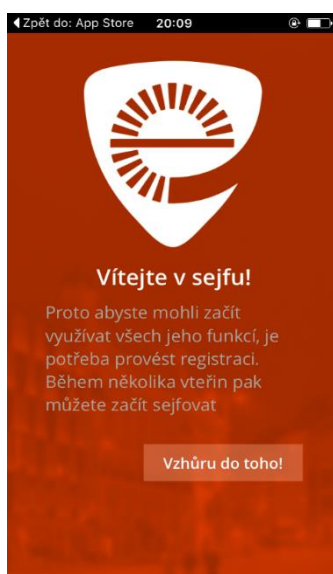 Zpět do: App Store 20:09
Vítejte v sejfu!
Proto abyste mohli začít
využívat všech jeho funkcí, je
potřeba provést registraci.
Během několika vteřin pak
můžete začít sejfovat
Vzhůru do toho!